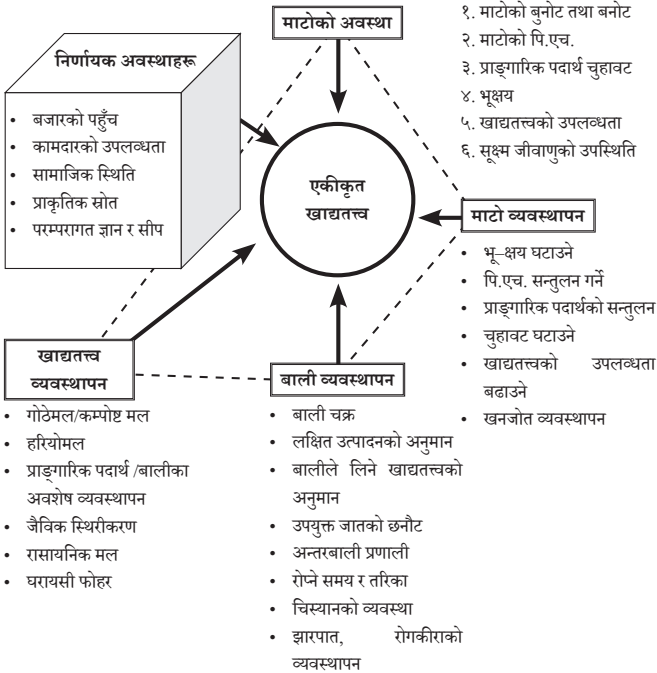 माटोको अवस्था
१. माटोको बुनोट तथा बनोट
२. माटोको पि.एच.
३. प्राङ्गारिक पदार्थ चुहावट
४. भूक्षय
५. खाद्यतत्त्वको उपलव्धता
६. सूक्ष्म जीवाणुको उपस्थिति
निर्णायक अवस्थाहरू
• बजारको पहुँच
• कामदारको उपलव्धता
• सामाजिक स्थिति
• प्राकृतिक स्रोत
• परम्परागत ज्ञान र सीप
एकीकृत
खाद्यतत्त्व
माटो व्यवस्थापन
• भू–क्षय घटाउने
• पि.एच. सन्तुलन गर्ने
• प्राङ्गारिक पदार्थको सन्तुलन
• चुहावट घटाउने
• खाद्यतत्त्वको उपलव्धता
बढाउने
• खनजोत व्यवस्थापन
खाद्यतत्त्व
व्यवस्थापन
• गोठेमल/कम्पोष्ट मल
• हरियोमल
• प्राङ्गारिक पदार्थ /बालीका
अवशेष व्यवस्थापन
• जैविक स्थिरीकरण
• रासायनिक मल
• घरायसी फोहर
बाली व्यवस्थापन
• बाली चक्र
• लक्षित उत्पादनको अनुमान
• बालीले लिने खाद्यतत्त्वको
अनुमान
• उपयुक्त जातको छनौट
• अन्तरबाली प्रणाली
• रोप्ने समय र तरिका
• चिस्यानको व्यवस्था
• झारपात, रोगकीराको
व्यवस्थापन